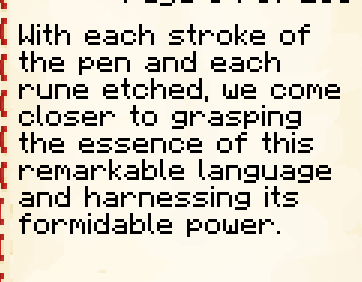 With each stroke of
the pen and each
rune etched, we come
closer to grasping
the essence of this
remarkable language
and harnessing its
formidable power.